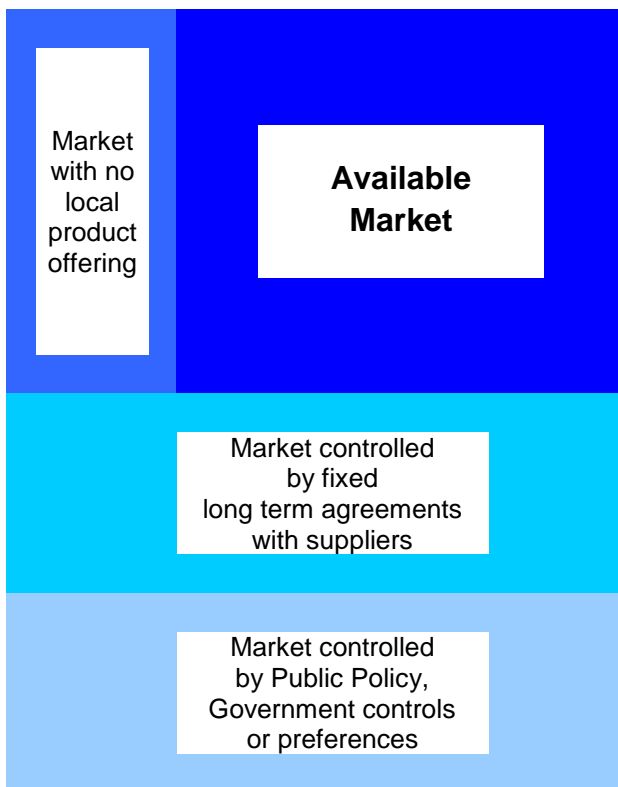 Market
with no
local
product
offering
Available
Market
Market controlled
by fixed
long term agreements
with suppliers
Market controlled
by Public Policy,
Government controls
or preferences